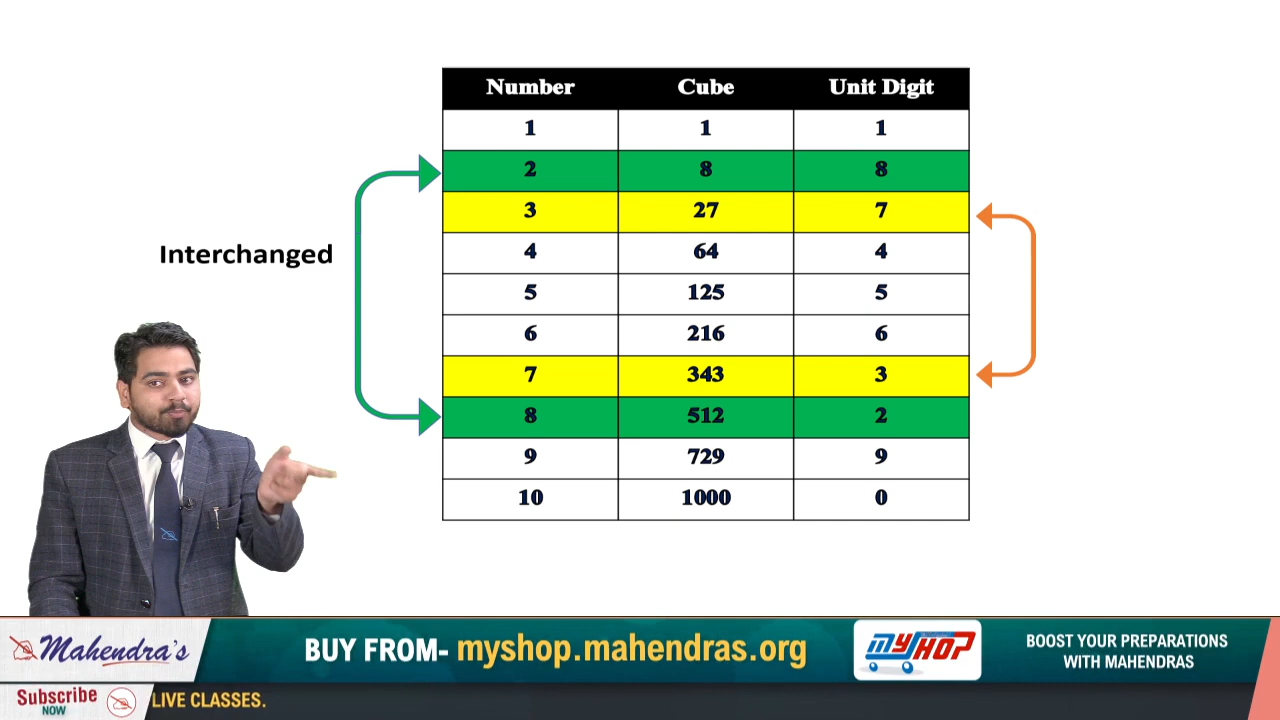 Number Cube Unit Digit
1 1 1
2 8 8
3 27 7
Interchanged
4 64 4
5 125 5
6 216 6
7 343 3
8 512 2
9 729 9
10 1000 0
Mahendra's
BUY FROM- myshop.mahendras.org
MYSHOP
BOOST YOUR PREPARATIONS
WITH MAHENDRAS
Subscribe
NOW
LIVE CLASSES.